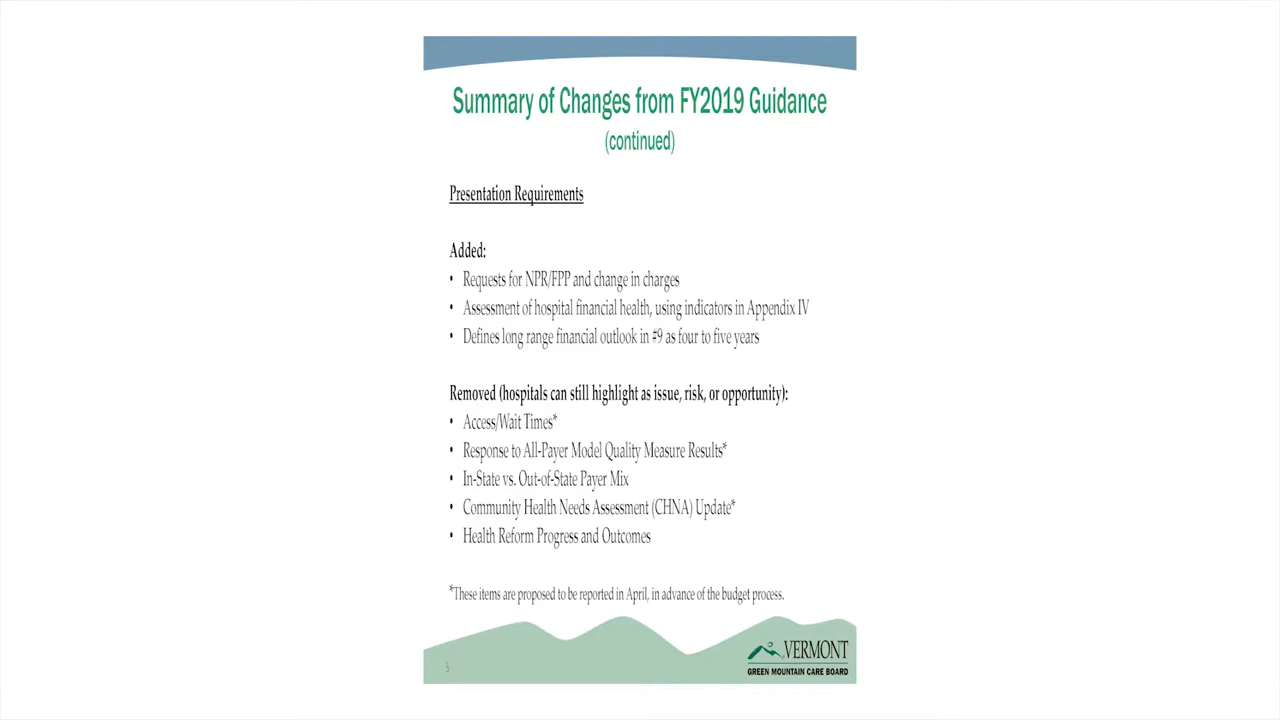 Summary of Changes from FY2019 Guidance
(continued)
Presentation Requirements
Added:
• Requests for NPR/FPP and change in charges
• Assessment of hospital financial health, using indicators in Appendix IV
• Defines long range financial outlook in #9 as four to five years
Removed (hospitals can still highlight as issue, risk, or opportunity):
• Access/Wait Times*
• Response to All-Payer Model Quality Measure Results*
• In-State vs. Out-of-State Payer Mix
• Community Health Needs Assessment (CHNA) Update*
• Health Reform Progress and Outcomes
*These items are proposed to be reported in April, in advance of the budget process.
5
VERMONT
GREEN MOUNTAIN CARE BOARD